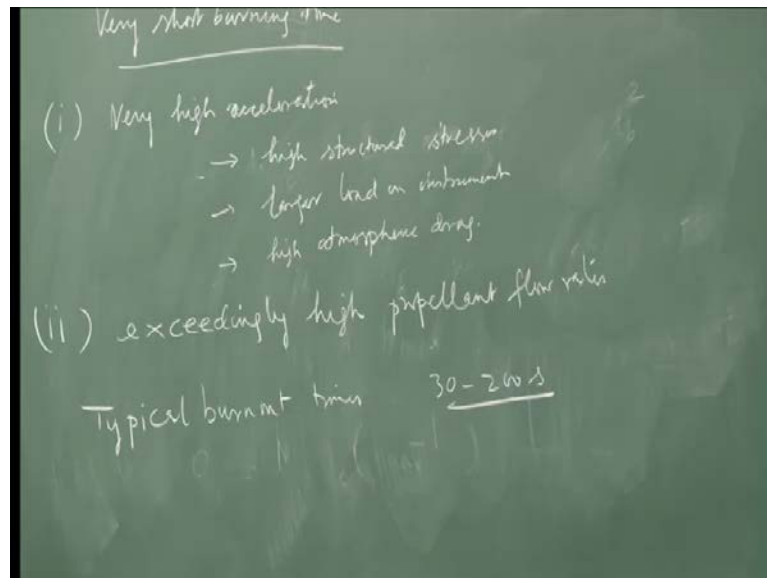 Very short burning time
(i) Very high acceleration
→ high structural stresses.
→ larger load on instrument
→ high atmospheric drag.
(ii) exceedingly high propellant flow rates
Typical burnout times 30-200 s